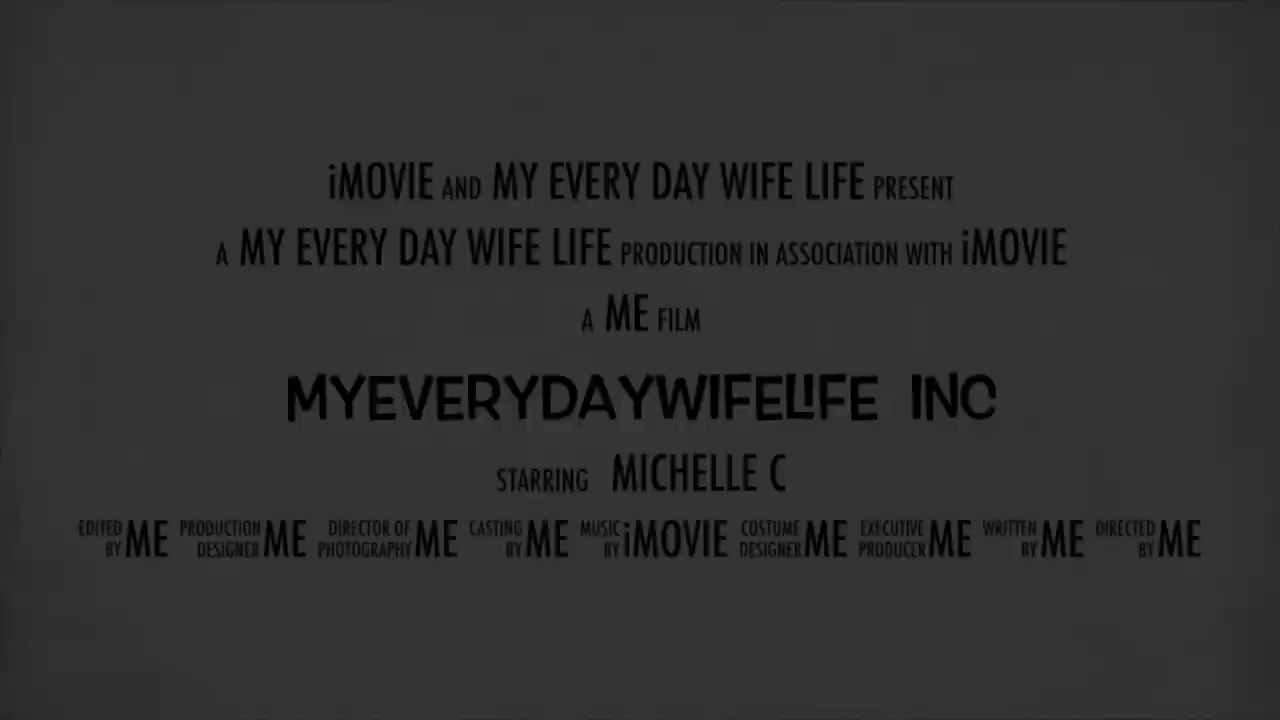 iMOVIE AND MY EVERY DAY WIFE LIFE PRESENT
A MY EVERY DAY WIFE LIFE PRODUCTION IN ASSOCIATION WITH iMOVIE
A ME FILM
MYEVERYDAYWIFELIFE INC
STARRING MICHELLE C
EDITED BY ME PRODUCTION DESIGNER ME DIRECTOR OF PHOTOGRAPHY ME CASTING BY ME MUSIC BY iMOVIE COSTUME DESIGNER ME EXECUTIVE PRODUCER ME WRITTEN BY ME DIRECTED BY ME